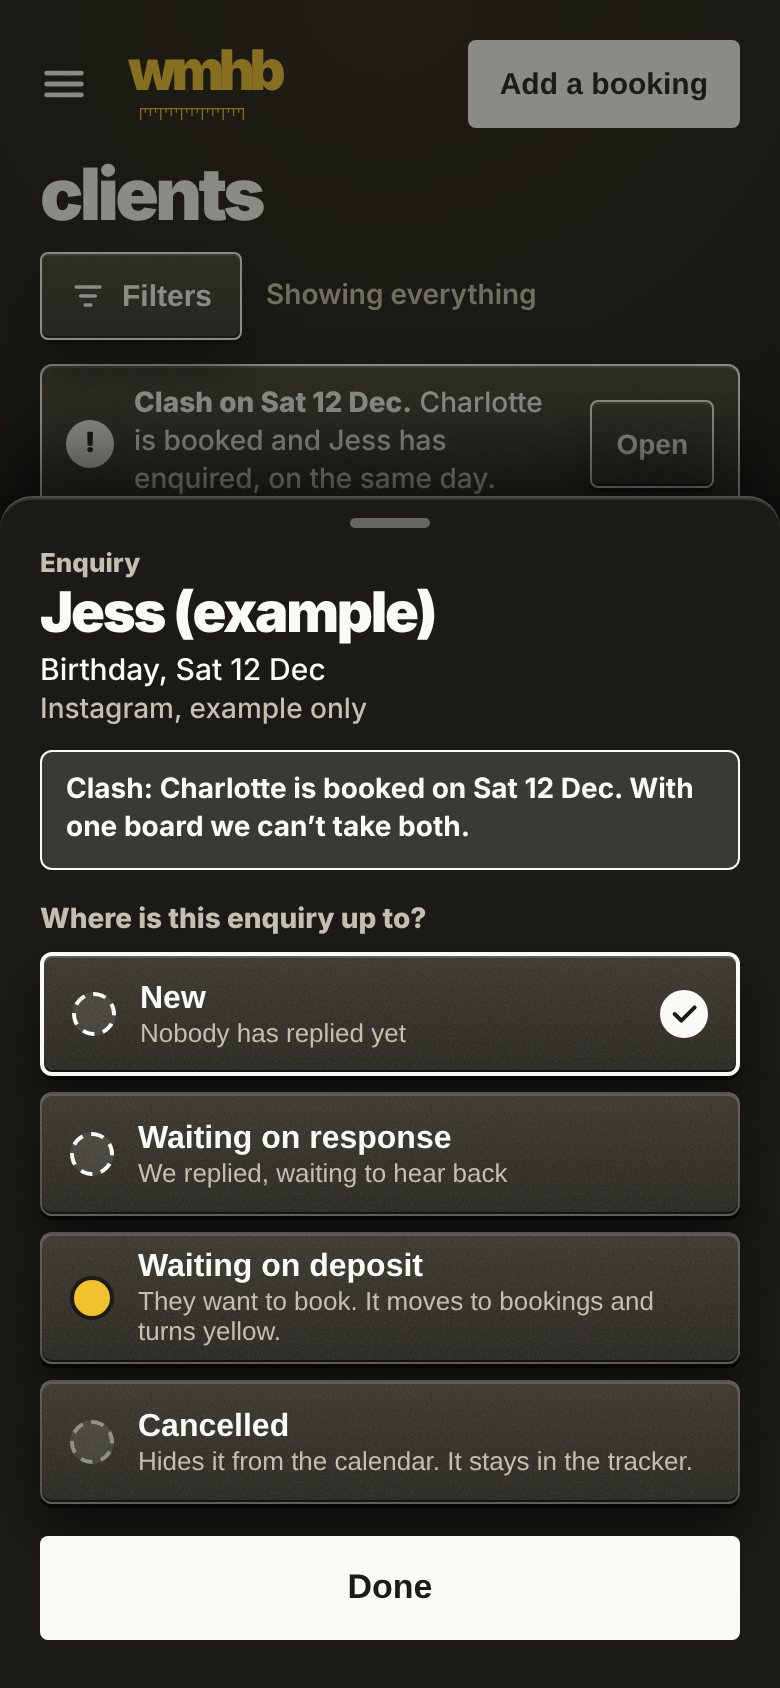 wmhb
Add a booking
clients
Filters
Showing everything
!
Clash on Sat 12 Dec. Charlotte
is booked and Jess has
enquired, on the same day.
Open
Enquiry
Jess (example)
Birthday, Sat 12 Dec
Instagram, example only
Clash: Charlotte is booked on Sat 12 Dec. With
one board we can’t take both.
Where is this enquiry up to?
New
Nobody has replied yet
Waiting on response
We replied, waiting to hear back
Waiting on deposit
They want to book. It moves to bookings and
turns yellow.
Cancelled
Hides it from the calendar. It stays in the tracker.
Done